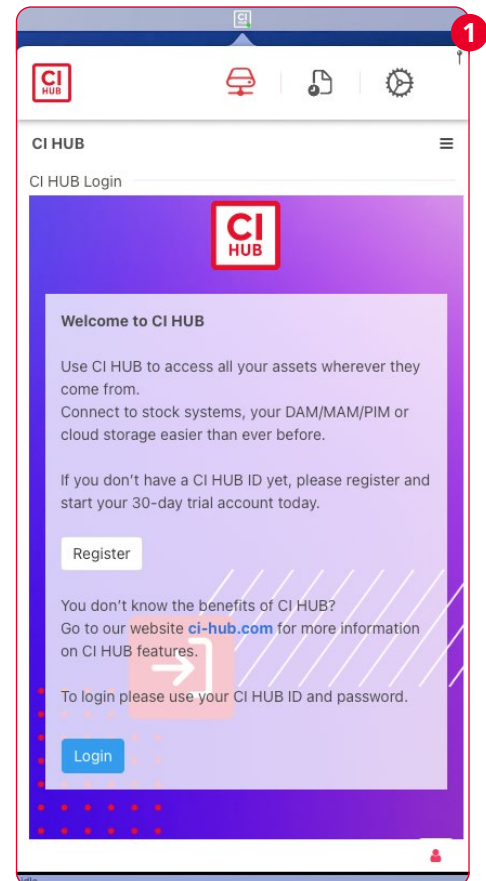 CI
1
CI
HUB
CI HUB
CI HUB Login
CI
HUB
Welcome to CI HUB
Use CI HUB to access all your assets wherever they
come from.
Connect to stock systems, your DAM/MAM/PIM or
cloud storage easier than ever before.
If you don't have a CI HUB ID yet, please register and
start your 30-day trial account today.
Register
You don't know the benefits of CI HUB?
Go to our website ci-hub.com for more information
on CI HUB features.
To login please use your CI HUB ID and password.
Login